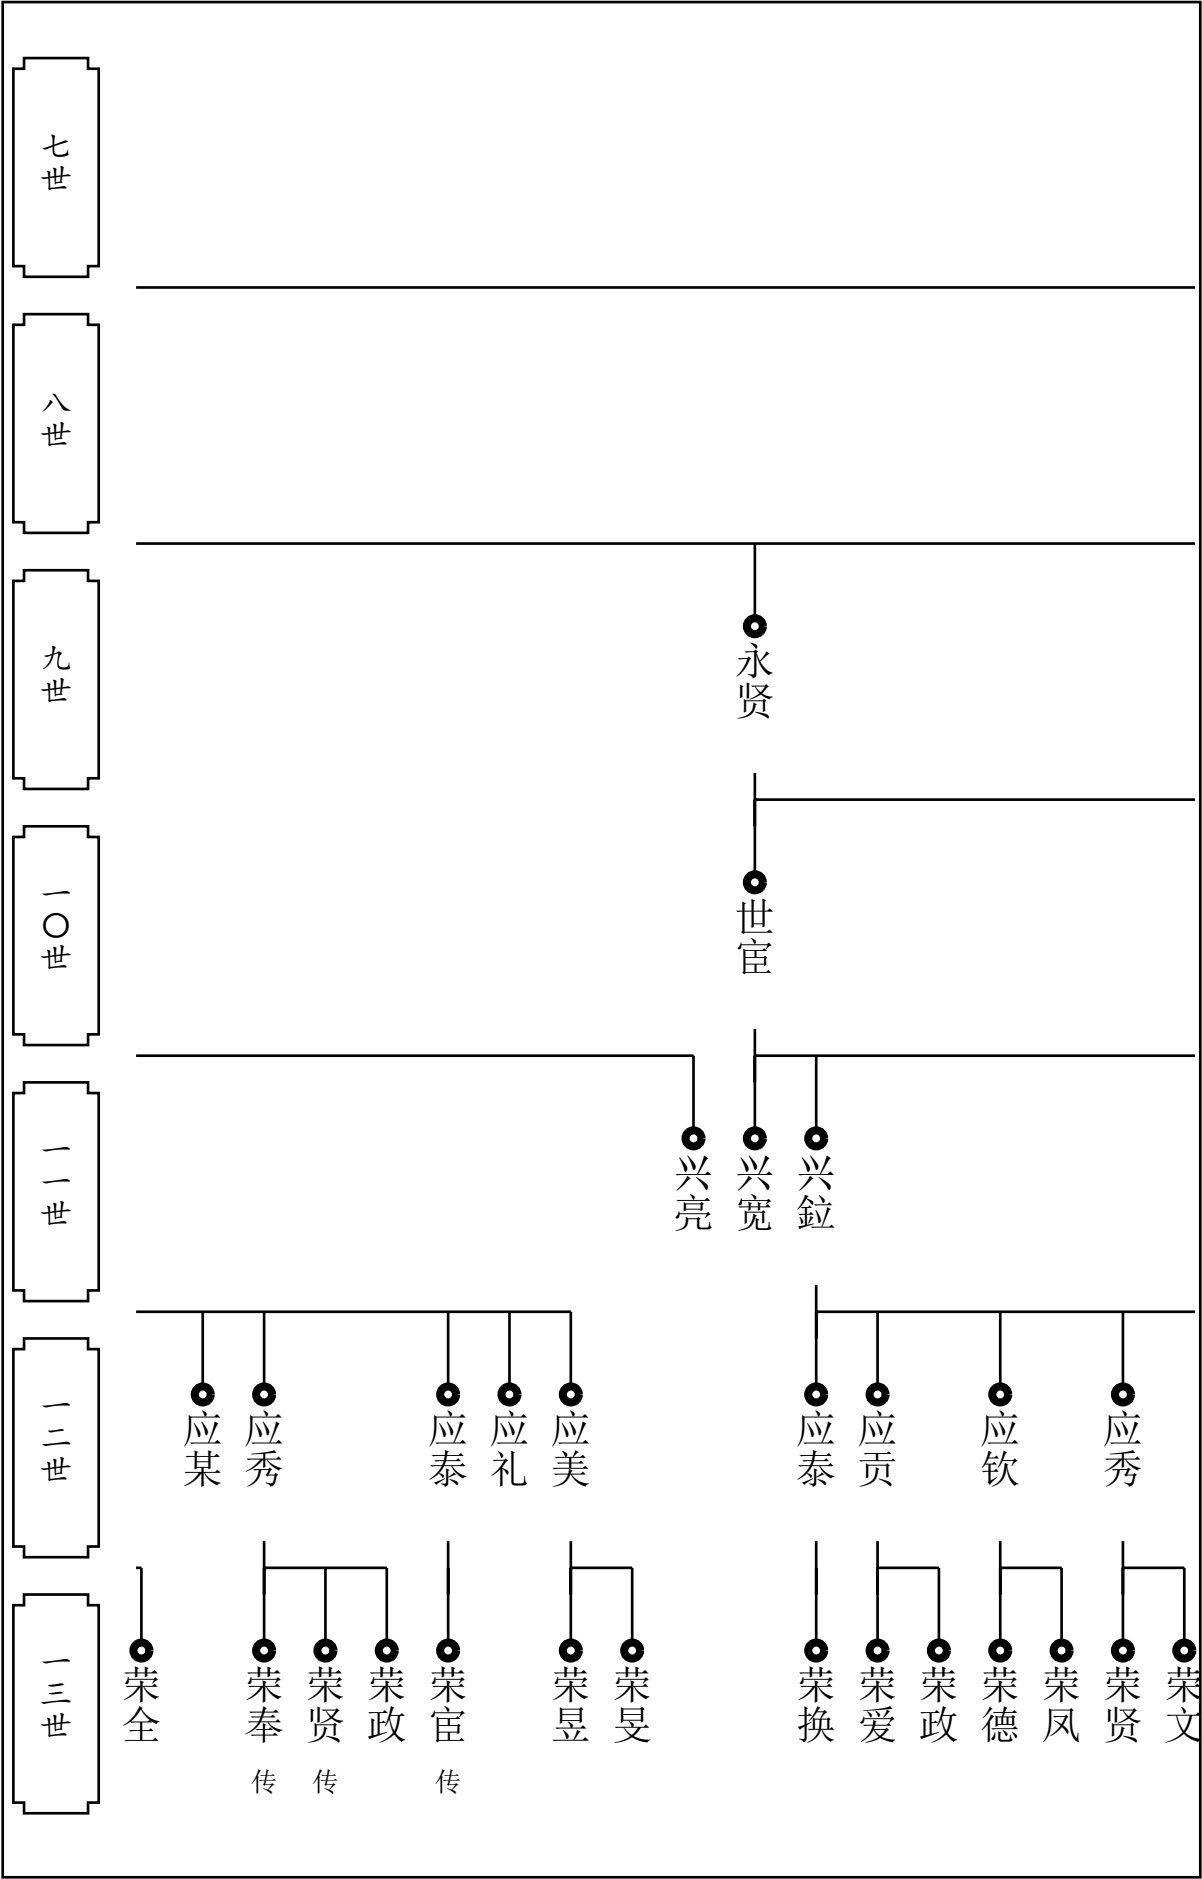 七世
八世
九世
永贤
一〇世
世宦
一一世
兴鉝
兴宽
兴亮
一二世
应秀
应钦
应贡
应泰
应美
应礼
应泰
应秀
应某
一三世
荣文
荣贤
荣凤
荣德
荣政
荣爱
荣换
荣旻
荣昱
荣宦
传
荣政
荣贤
传
荣奉
传
荣全